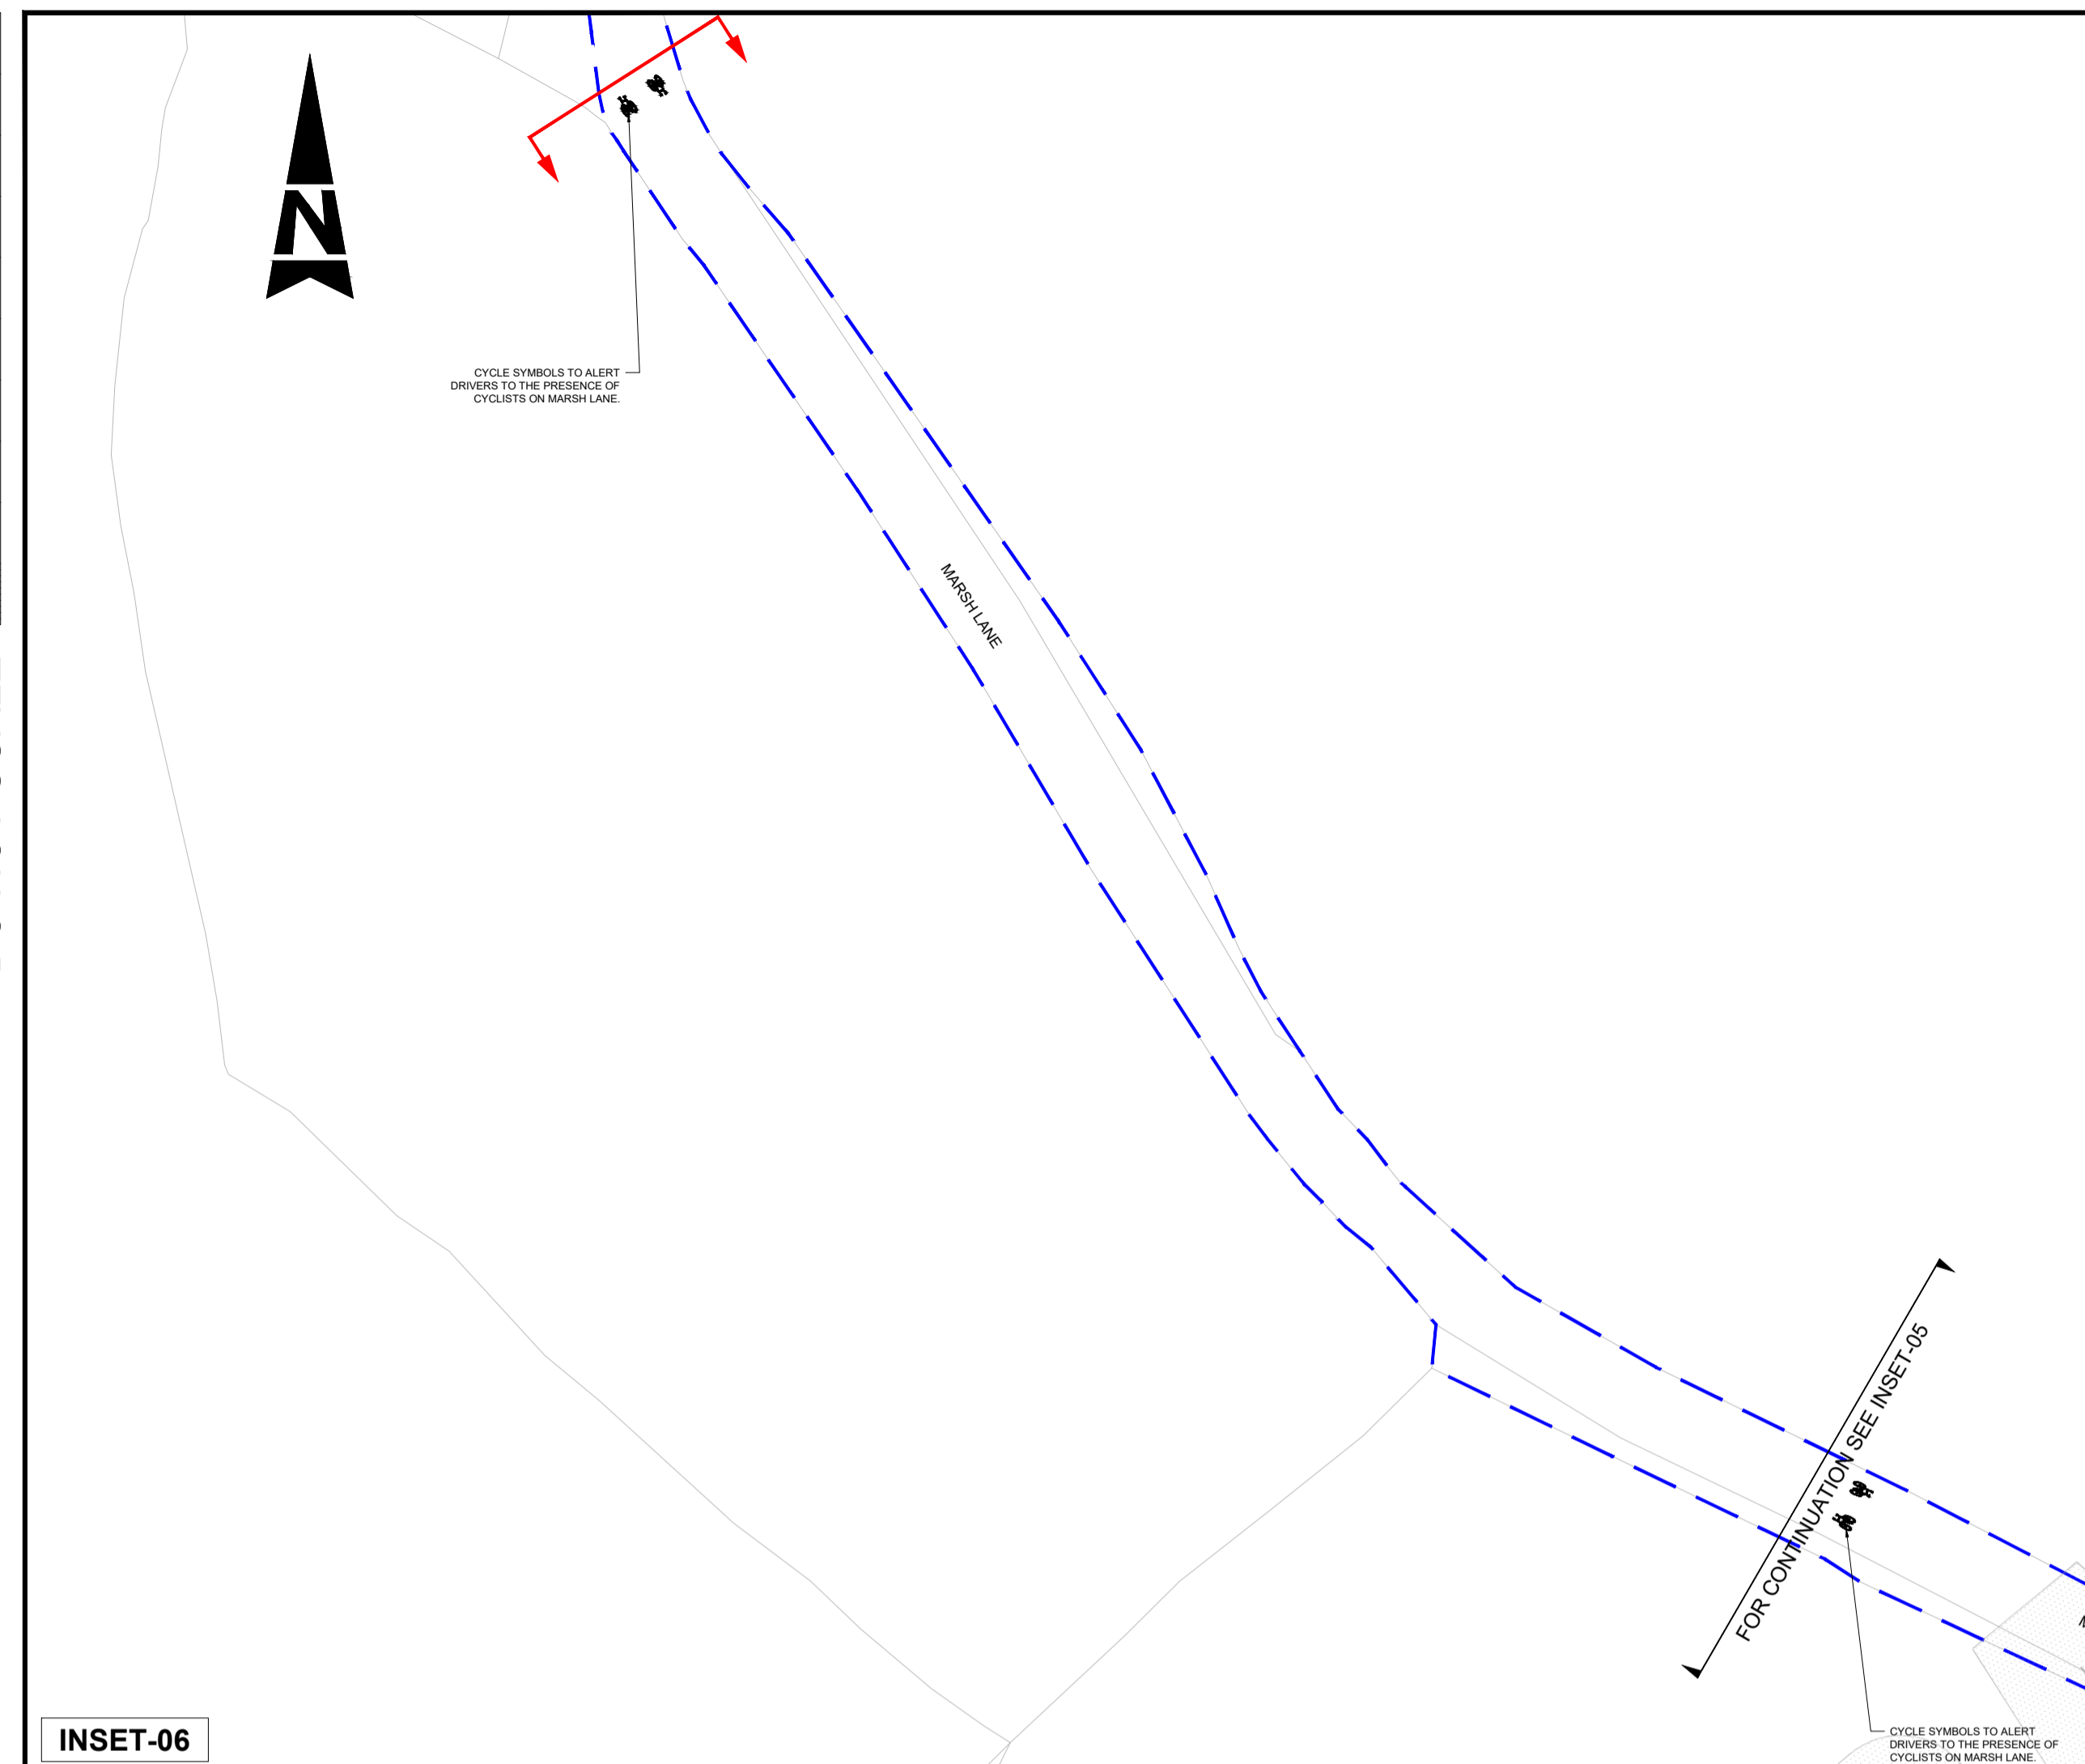 N
CYCLE SYMBOLS TO ALERT
DRIVERS TO THE PRESENCE OF
CYCLISTS ON MARSH LANE.
MARSH LANE
FOR CONTINUATION SEE INSET-05
CYCLE SYMBOLS TO ALERT
DRIVERS TO THE PRESENCE OF
CYCLISTS ON MARSH LANE.
INSET-06